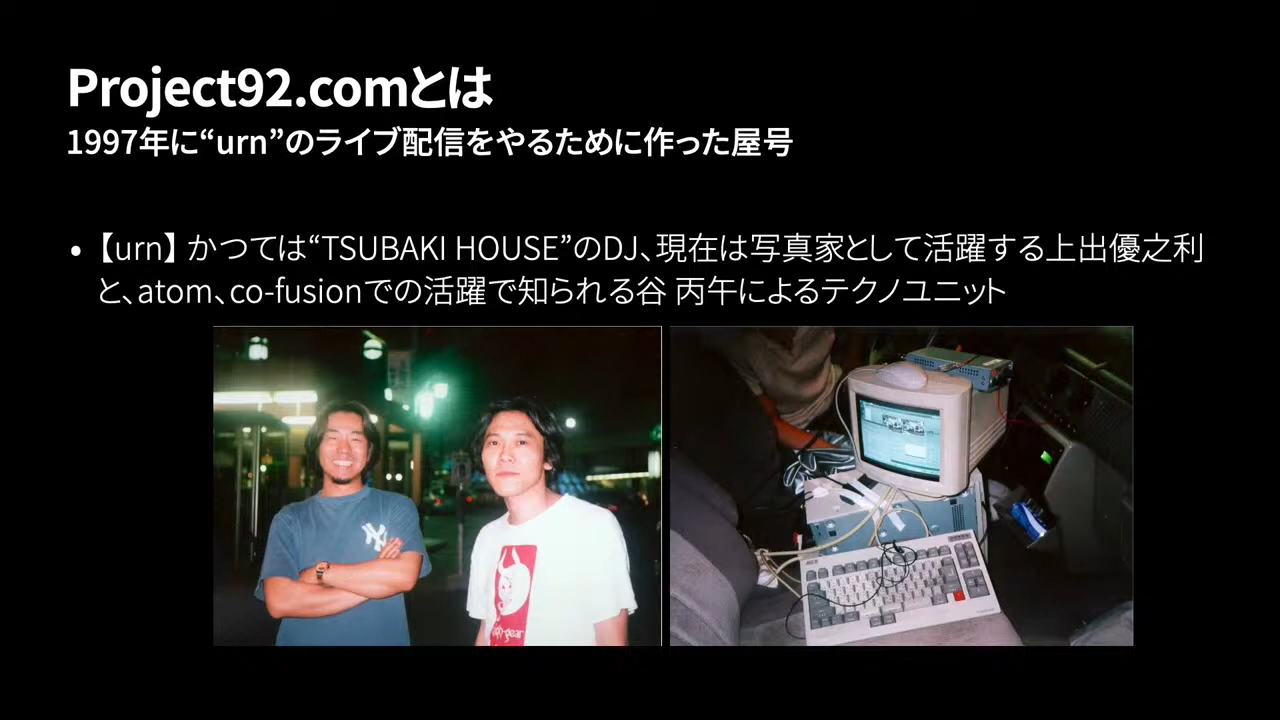 Project92.comとは
1997年に“urn”のライブ配信をやるために作った屋号
• 【urn】 かつては“TSUBAKI HOUSE”のDJ、現在は写真家として活躍する上出優之利
と、atom、co-fusionでの活躍で知られる谷 丙午によるテクノユニット
NY